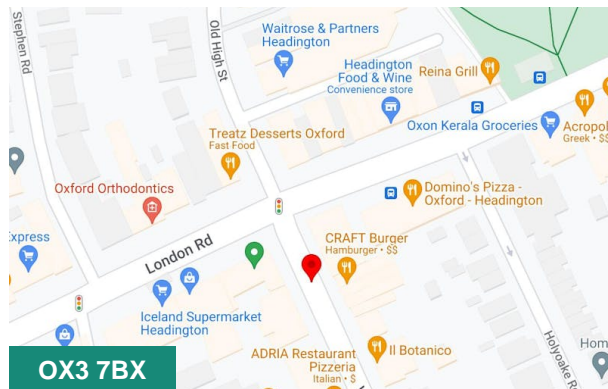 Stephen Rd
Old High St
Waitrose & Partners
Headington
Headington
Food & Wine
Convenience store
Reina Grill
Treatz Desserts Oxford
Fast Food
Oxon Kerala Groceries
Acropol
Greek • $$
Oxford Orthodontics
Domino's Pizza -
Oxford - Headington
Express
London Rd
CRAFT Burger
Hamburger • $$
Iceland Supermarket
Headington
Holyoake R
ADRIA Restaurant
Pizzeria
Italian • $
Il Botanico
Hom
OX3 7BX